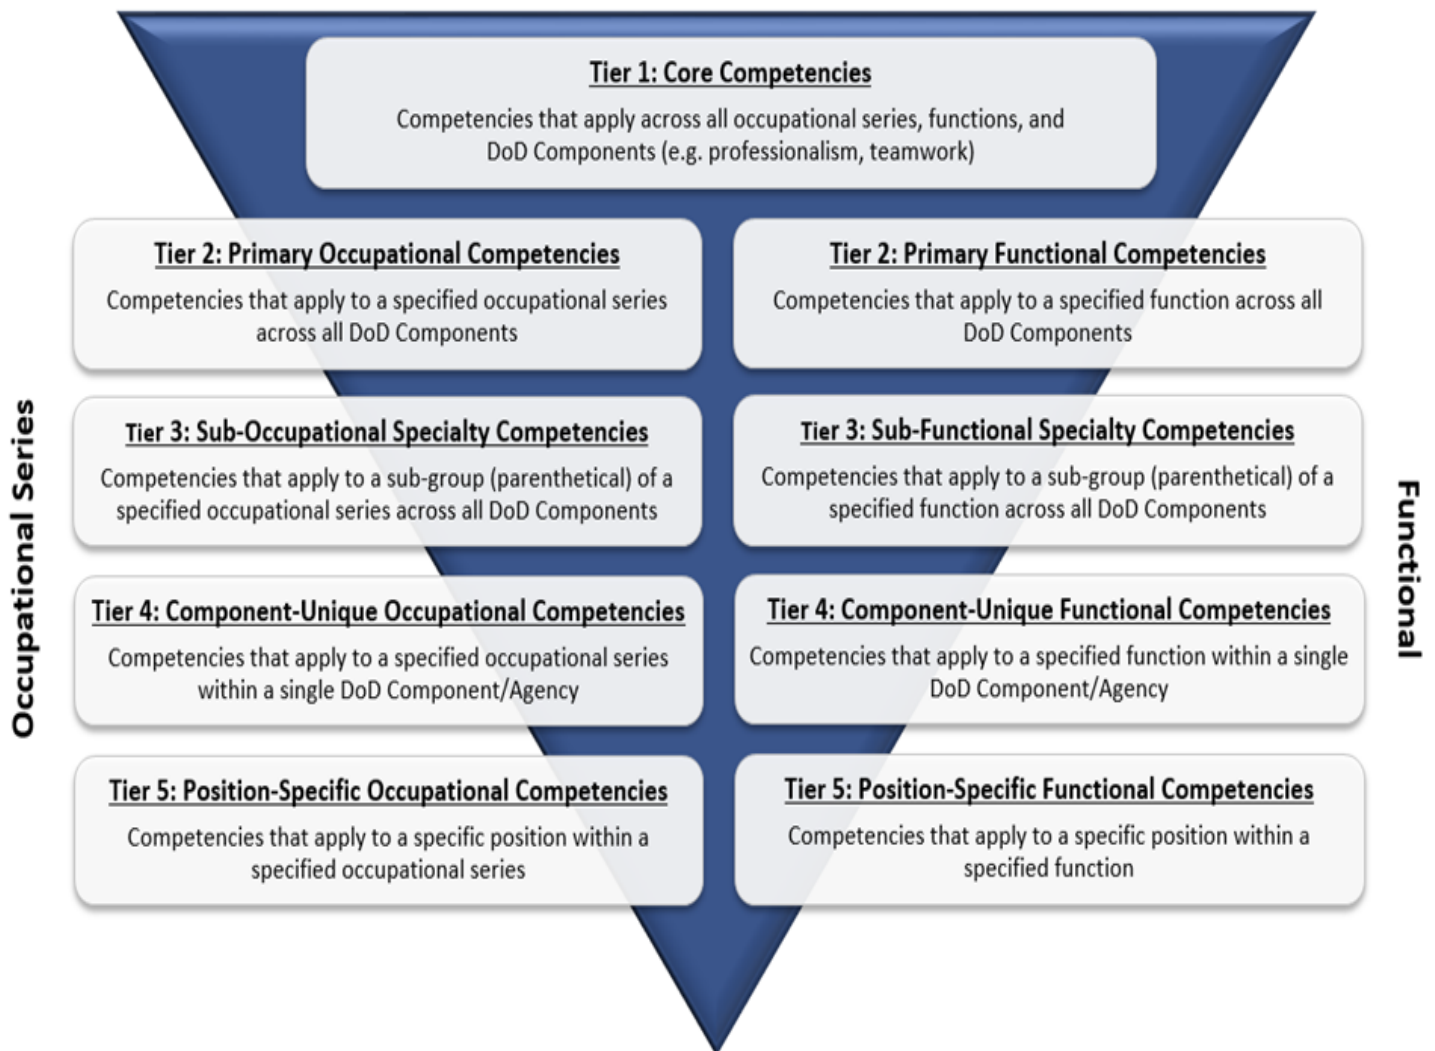 Tier 1: Core Competencies
Competencies that apply across all occupational series, functions, and
DoD Components (e.g. professionalism, teamwork)
Tier 2: Primary Occupational Competencies
Competencies that apply to a specified occupational series
across all DoD Components
Tier 2: Primary Functional Competencies
Competencies that apply to a specified function across all
DoD Components
Tier 3: Sub-Occupational Specialty Competencies
Competencies that apply to a sub-group (parenthetical) of a
specified occupational series across all DoD Components
Tier 3: Sub-Functional Specialty Competencies
Competencies that apply to a sub-group (parenthetical) of a
specified function across all DoD Components
Tier 4: Component-Unique Occupational Competencies
Competencies that apply to a specified occupational series
within a single DoD Component/Agency
Tier 4: Component-Unique Functional Competencies
Competencies that apply to a specified function within a single
DoD Component/Agency
Tier 5: Position-Specific Occupational Competencies
Competencies that apply to a specific position within a
specified occupational series
Tier 5: Position-Specific Functional Competencies
Competencies that apply to a specific position within a
specified function
Occupational Series
Functional